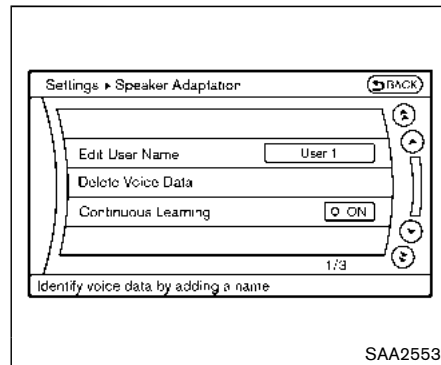 Settings ▸ Speaker Adaptation
BACK
Edit User Name
User 1
Delete Voice Data
Continuous Learning
ON
1/3
Identify voice data by adding a name
SAA2553